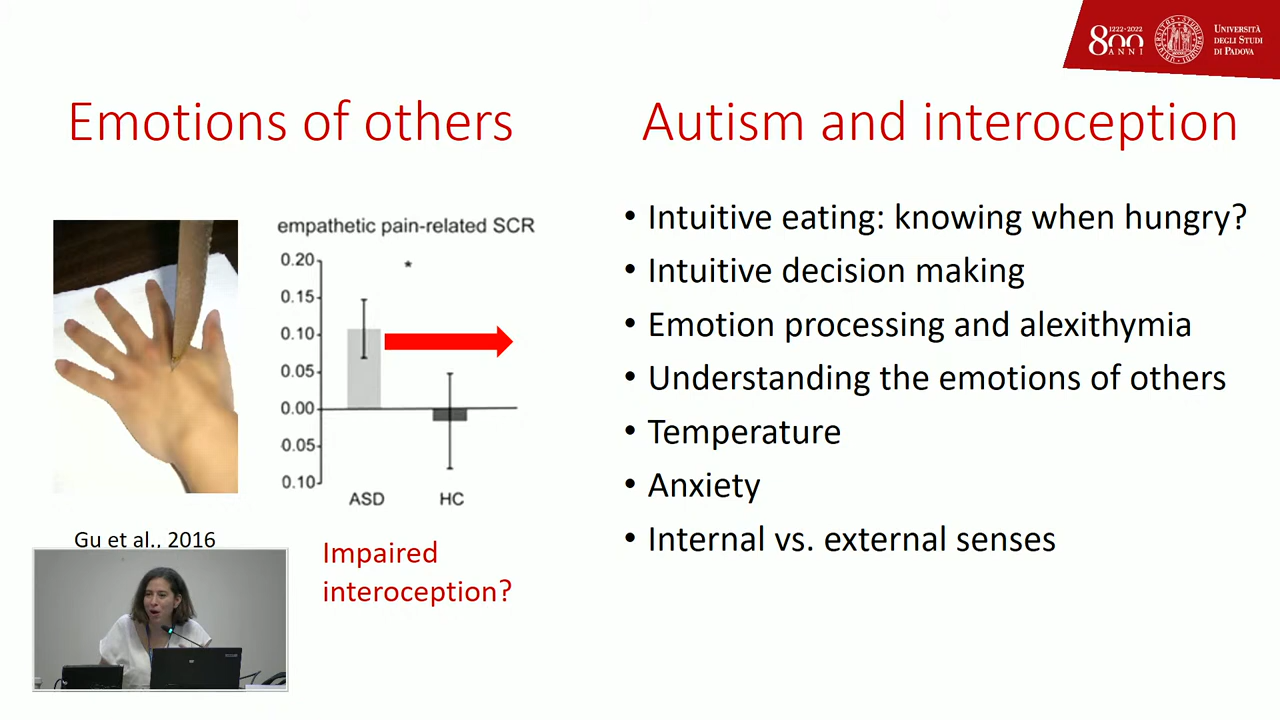 1222·2022
800
ANNI
UNIVERSITÀ
DEGLI STUDI
DI PADOVA
Emotions of others
empathetic pain-related SCR
0.20
*
0.15
0.10
0.05
0.00
0.05
0.10
ASD HC
Gu et al., 2016
Impaired
interoception?
Autism and interoception
• Intuitive eating: knowing when hungry?
• Intuitive decision making
• Emotion processing and alexithymia
• Understanding the emotions of others
• Temperature
• Anxiety
• Internal vs. external senses